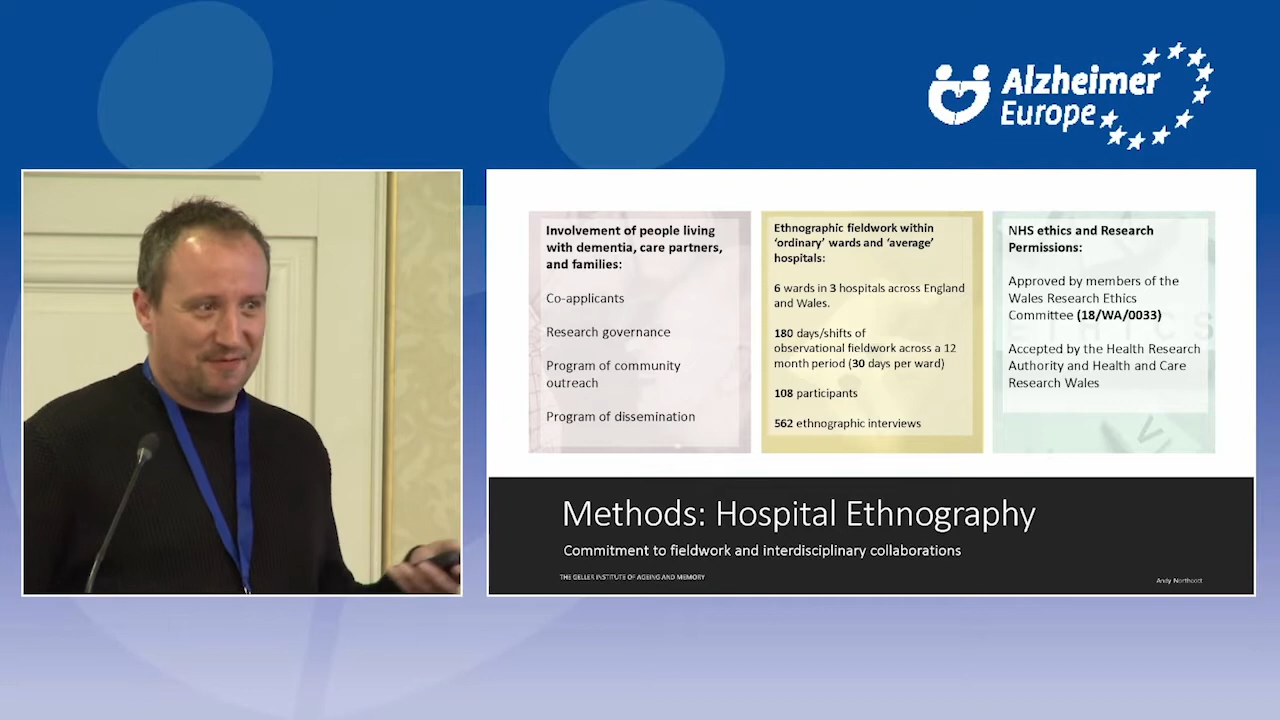 Alzheimer
Europe
Involvement of people living
with dementia, care partners,
and families:
Co-applicants
Research governance
Program of community
outreach
Program of dissemination
Ethnographic fieldwork within
‘ordinary’ wards and ‘average’
hospitals:
6 wards in 3 hospitals across England
and Wales.
180 days/shifts of
observational fieldwork across a 12
month period (30 days per ward)
108 participants
562 ethnographic interviews
NHS ethics and Research
Permissions:
Approved by members of the
Wales Research Ethics
Committee (18/WA/0033)
Accepted by the Health Research
Authority and Health and Care
Research Wales
Methods: Hospital Ethnography
Commitment to fieldwork and interdisciplinary collaborations
THE GELLER INSTITUTE OF AGEING AND MEMORY
Andy Northcott